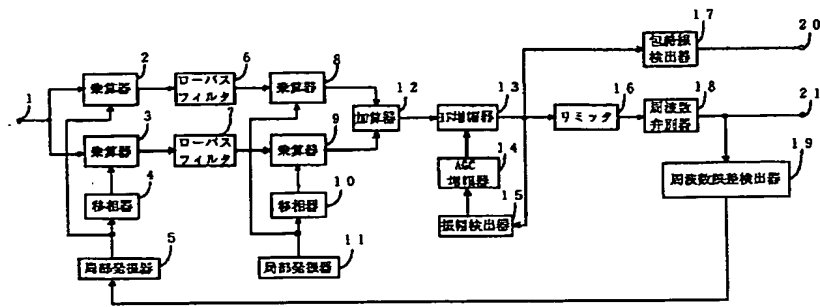 17
20
包絡線
検出器
2
6
8
乗算器
ローパス
フィルタ
乗算器
1
12
13
16
18
21
加算器
IF増幅器
リミッタ
周波数
弁別器
3
7
9
乗算器
ローパス
フィルタ
乗算器
14
19
AGC
増幅器
周波数誤差検出器
4
10
移相器
移相器
15
振幅検出器
5
11
局部発振器
局部発振器